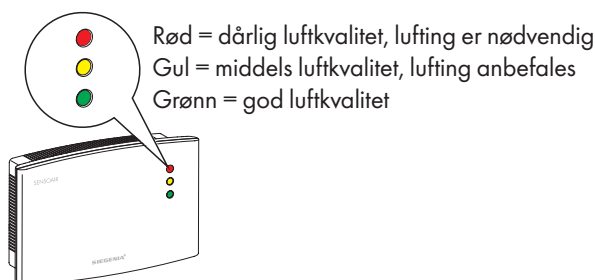 Rød = dårlig luftkvalitet, lufting er nødvendig
Gul = middels luftkvalitet, lufting anbefales
Grønn = god luftkvalitet
SENSOAIR
SIEGENIA®